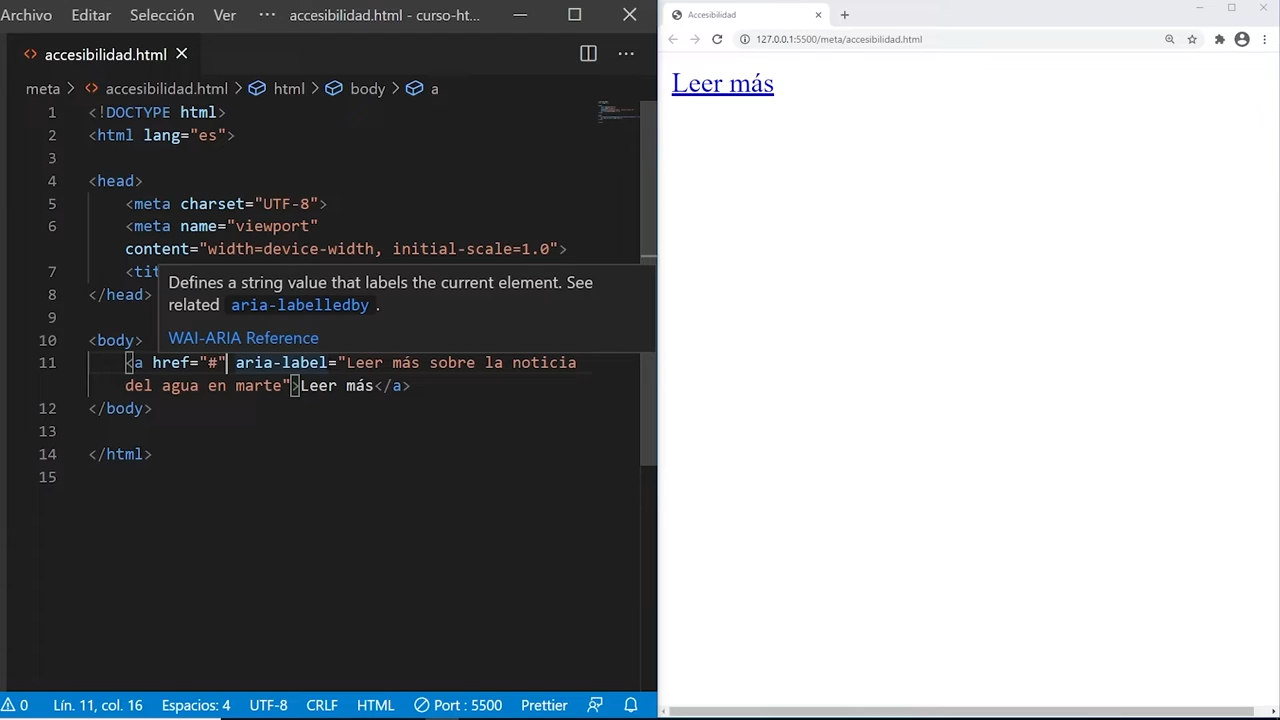 Archivo Editar Selección Ver ··· accesibilidad.html - curso-ht...
accesibilidad.html
meta > accesibilidad.html > html > body > a
1 <!DOCTYPE html>
2 <html lang="es">
3
4 <head>
5 <meta charset="UTF-8">
6 <meta name="viewport"
content="width=device-width, initial-scale=1.0">
7 <tit
Defines a string value that labels the current element. See
related aria-labelledby .
WAI-ARIA Reference
8 </head>
9
10 <body>
11 <a href="#" aria-label="Leer más sobre la noticia
del agua en marte">Leer más</a>
12 </body>
13
14 </html>
15
0 Lín. 11, col. 16 Espacios: 4 UTF-8 CRLF HTML Port : 5500 Prettier
Accesibilidad
127.0.0.1:5500/meta/accesibilidad.html
Leer más